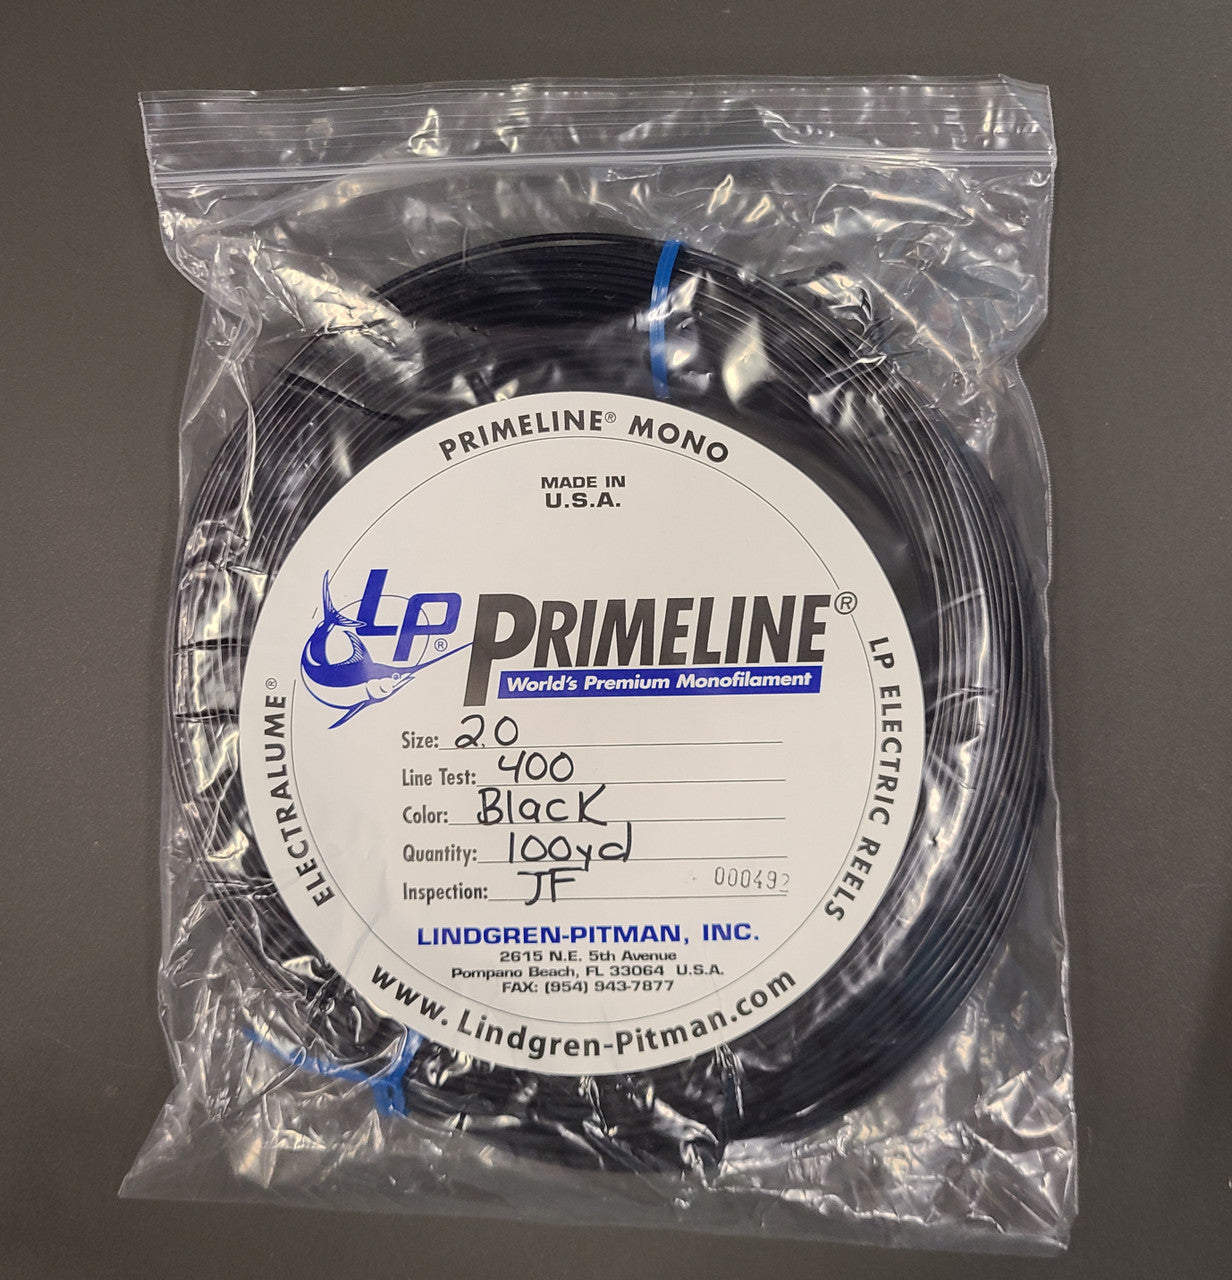 PRIMELINE® MONO
MADE IN
U.S.A.
LP®
PRIMELINE®
World's Premium Monofilament
ELECTRALUME®
LP ELECTRIC REELS
Size: 2.0
Line Test: 400
Color: Black
Quantity: 100yd
Inspection: JF 000492
LINDGREN-PITMAN, INC.
2615 N.E. 5th Avenue
Pompano Beach, FL 33064 U.S.A.
FAX: (954) 943-7877
www.Lindgren-Pitman.com